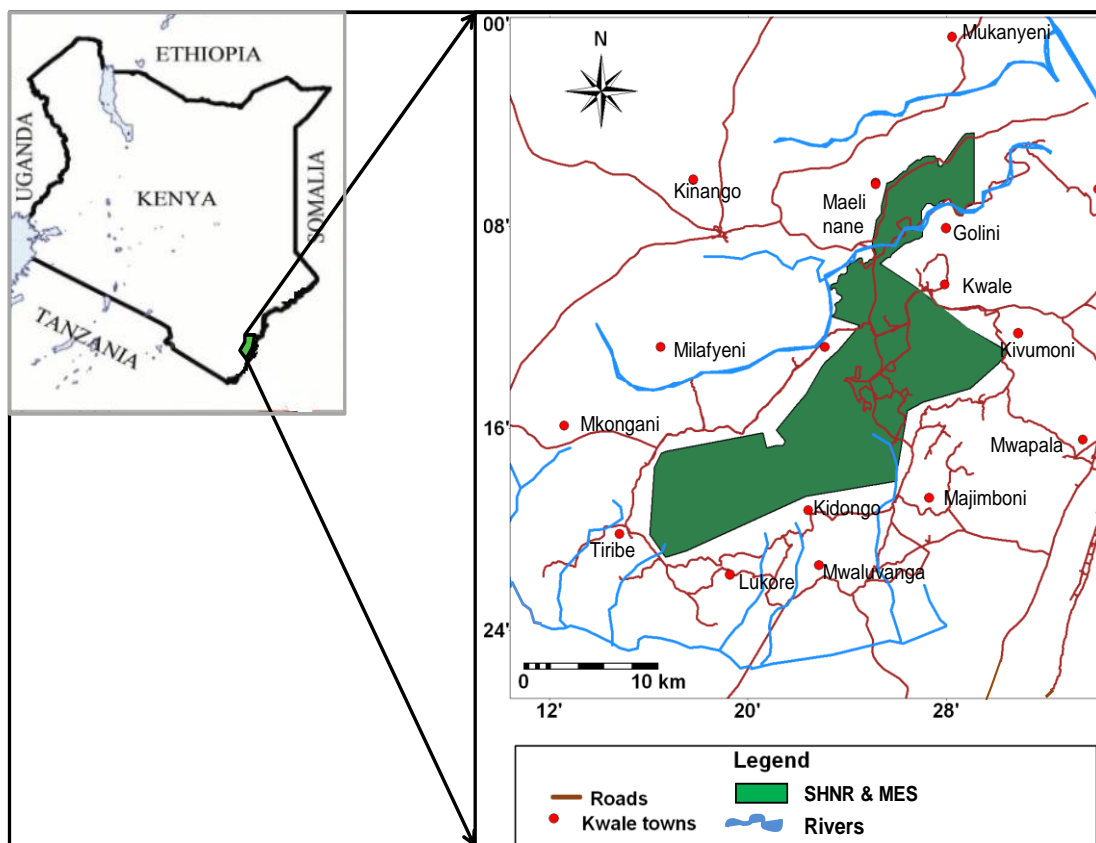 ETHIOPIA
UGANDA
KENYA
SOMALIA
TANZANIA
00'
08'
16'
24'
N
Mukanyeni
Kinango
Maeli
nane
Golini
Kwale
Milafyeni
Kivumoni
Mkongani
Mwapala
Majimboni
Kidongo
Tiribe
Lukore
Mwaluvanga
0 10 km
12' 20' 28'
Legend
Roads
SHNR & MES
Kwale towns
Rivers